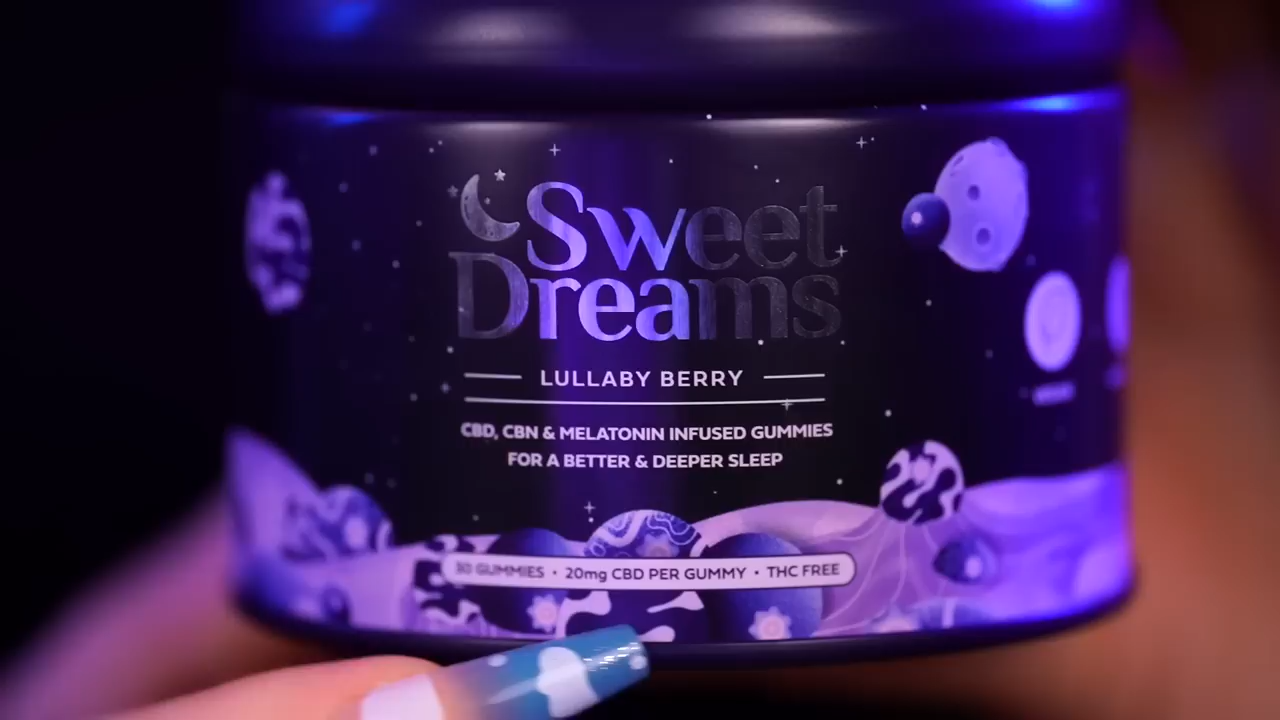 Sweet
Dreams
LULLABY BERRY
CBD, CBN & MELATONIN INFUSED GUMMIES
FOR A BETTER & DEEPER SLEEP
30 GUMMIES • 20mg CBD PER GUMMY • THC FREE